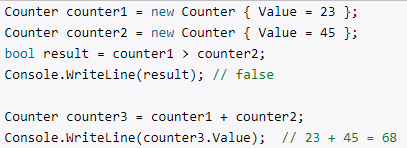 Counter counter1 = new Counter { Value = 23 };
Counter counter2 = new Counter { Value = 45 };
bool result = counter1 > counter2;
Console.WriteLine(result); // false

Counter counter3 = counter1 + counter2;
Console.WriteLine(counter3.Value);  // 23 + 45 = 68